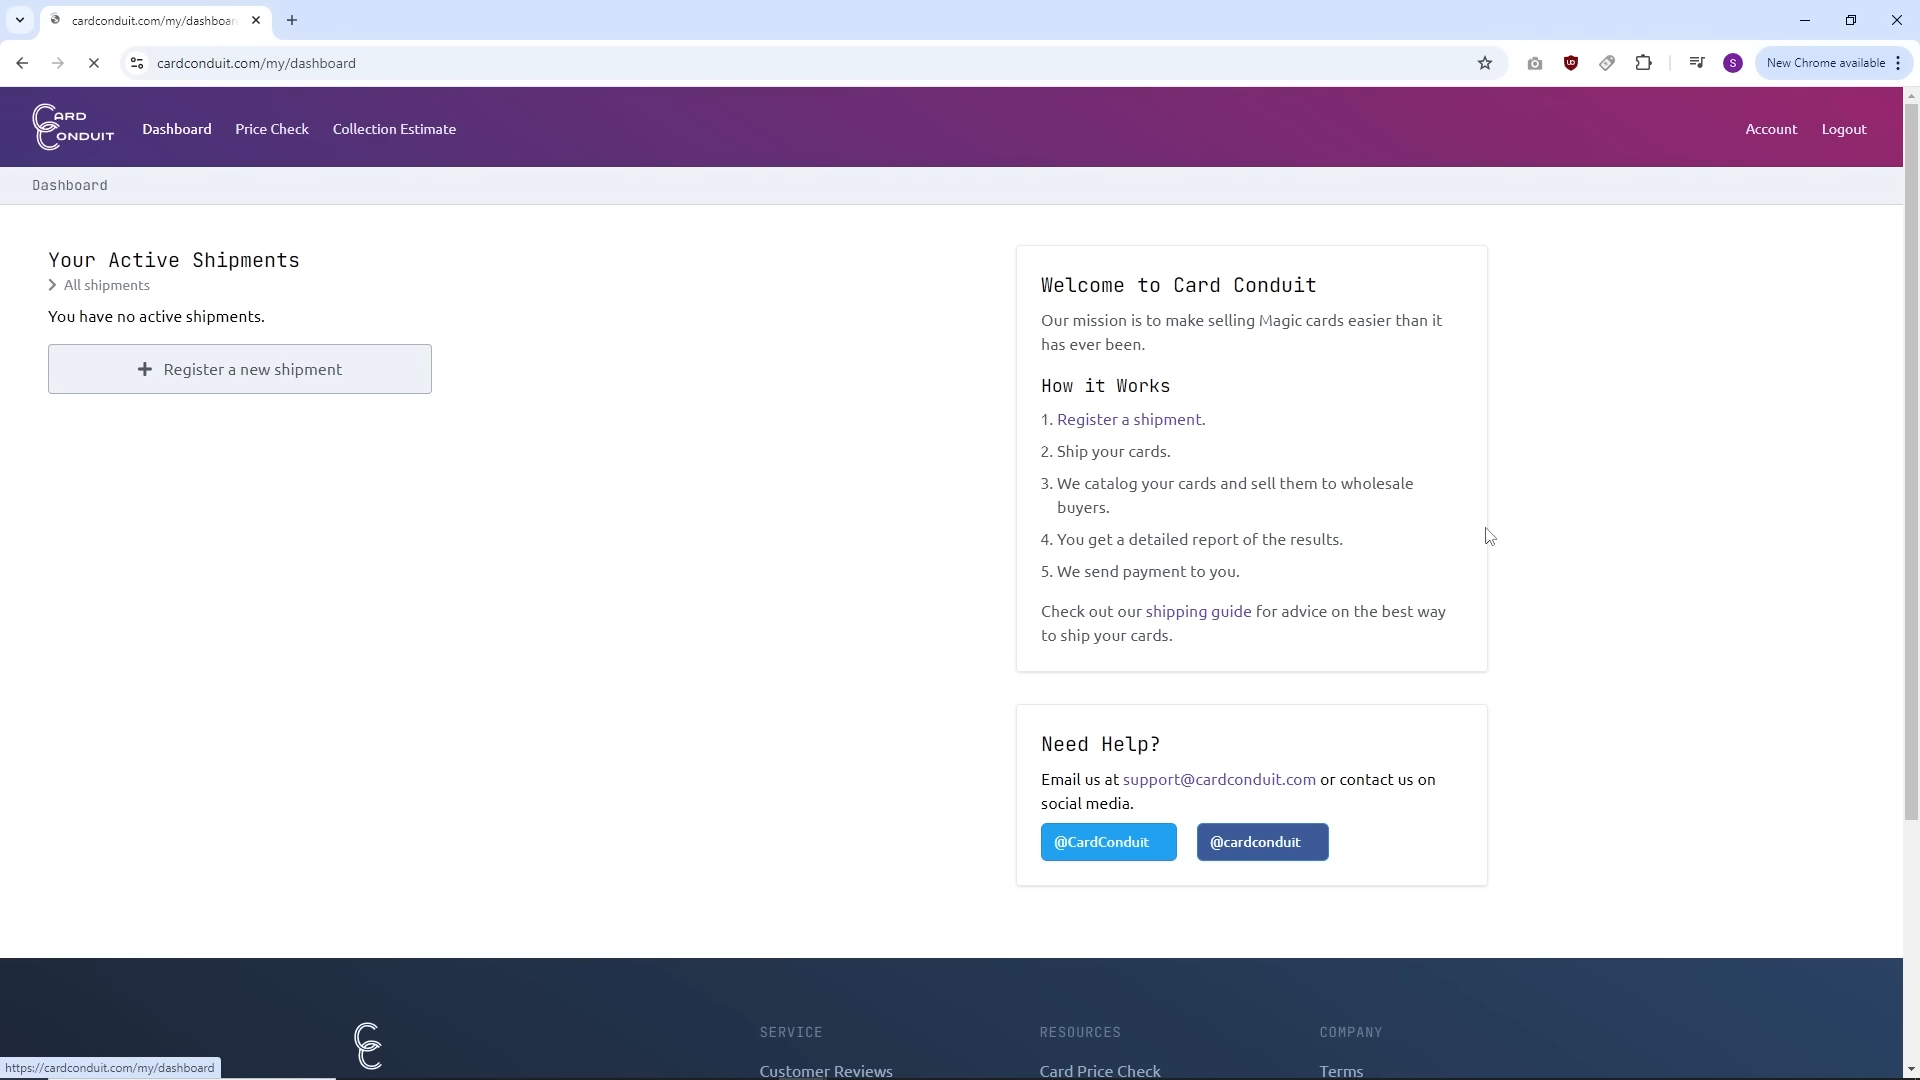 cardconduit.com/my/dashboar
cardconduit.com/my/dashboard
S
New Chrome available
CARD CONDUIT
Dashboard
Price Check
Collection Estimate
Account
Logout
Dashboard
Your Active Shipments
All shipments
You have no active shipments.
Register a new shipment
Welcome to Card Conduit
Our mission is to make selling Magic cards easier than it
has ever been.
How it Works
1. Register a shipment.
2. Ship your cards.
3. We catalog your cards and sell them to wholesale
buyers.
4. You get a detailed report of the results.
5. We send payment to you.
Check out our shipping guide for advice on the best way
to ship your cards.
Need Help?
Email us at support@cardconduit.com or contact us on
social media.
@CardConduit
@cardconduit
SERVICE
RESOURCES
COMPANY
Customer Reviews
Card Price Check
Terms
https://cardconduit.com/my/dashboard